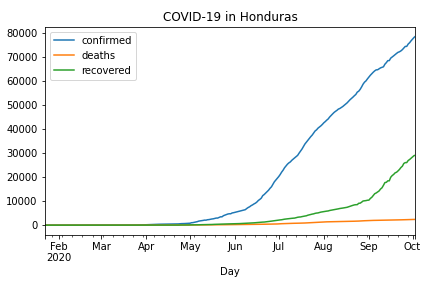 COVID-19 in Honduras
confirmed
deaths
recovered
80000
70000
60000
50000
40000
30000
20000
10000
0
Feb Mar Apr May Jun Jul Aug Sep Oct
2020
Day